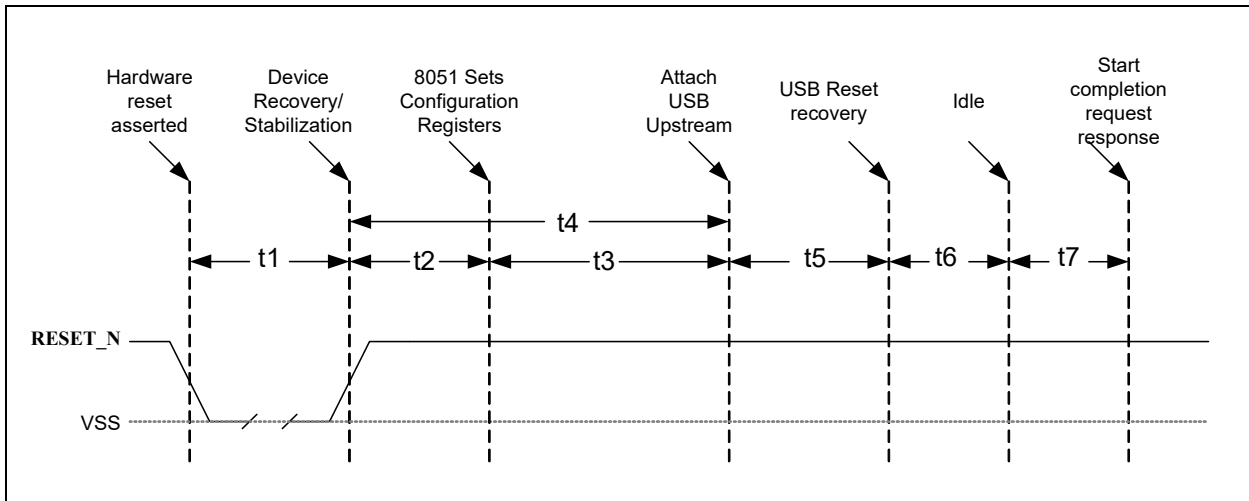 Hardware
reset
asserted
Device
Recovery/
Stabilization
8051 Sets
Configuration
Registers
Attach
USB
Upstream
USB Reset
recovery
Idle
Start
completion
request
response
t4
t1
t2
t3
t5
t6
t7
RESET_N
VSS